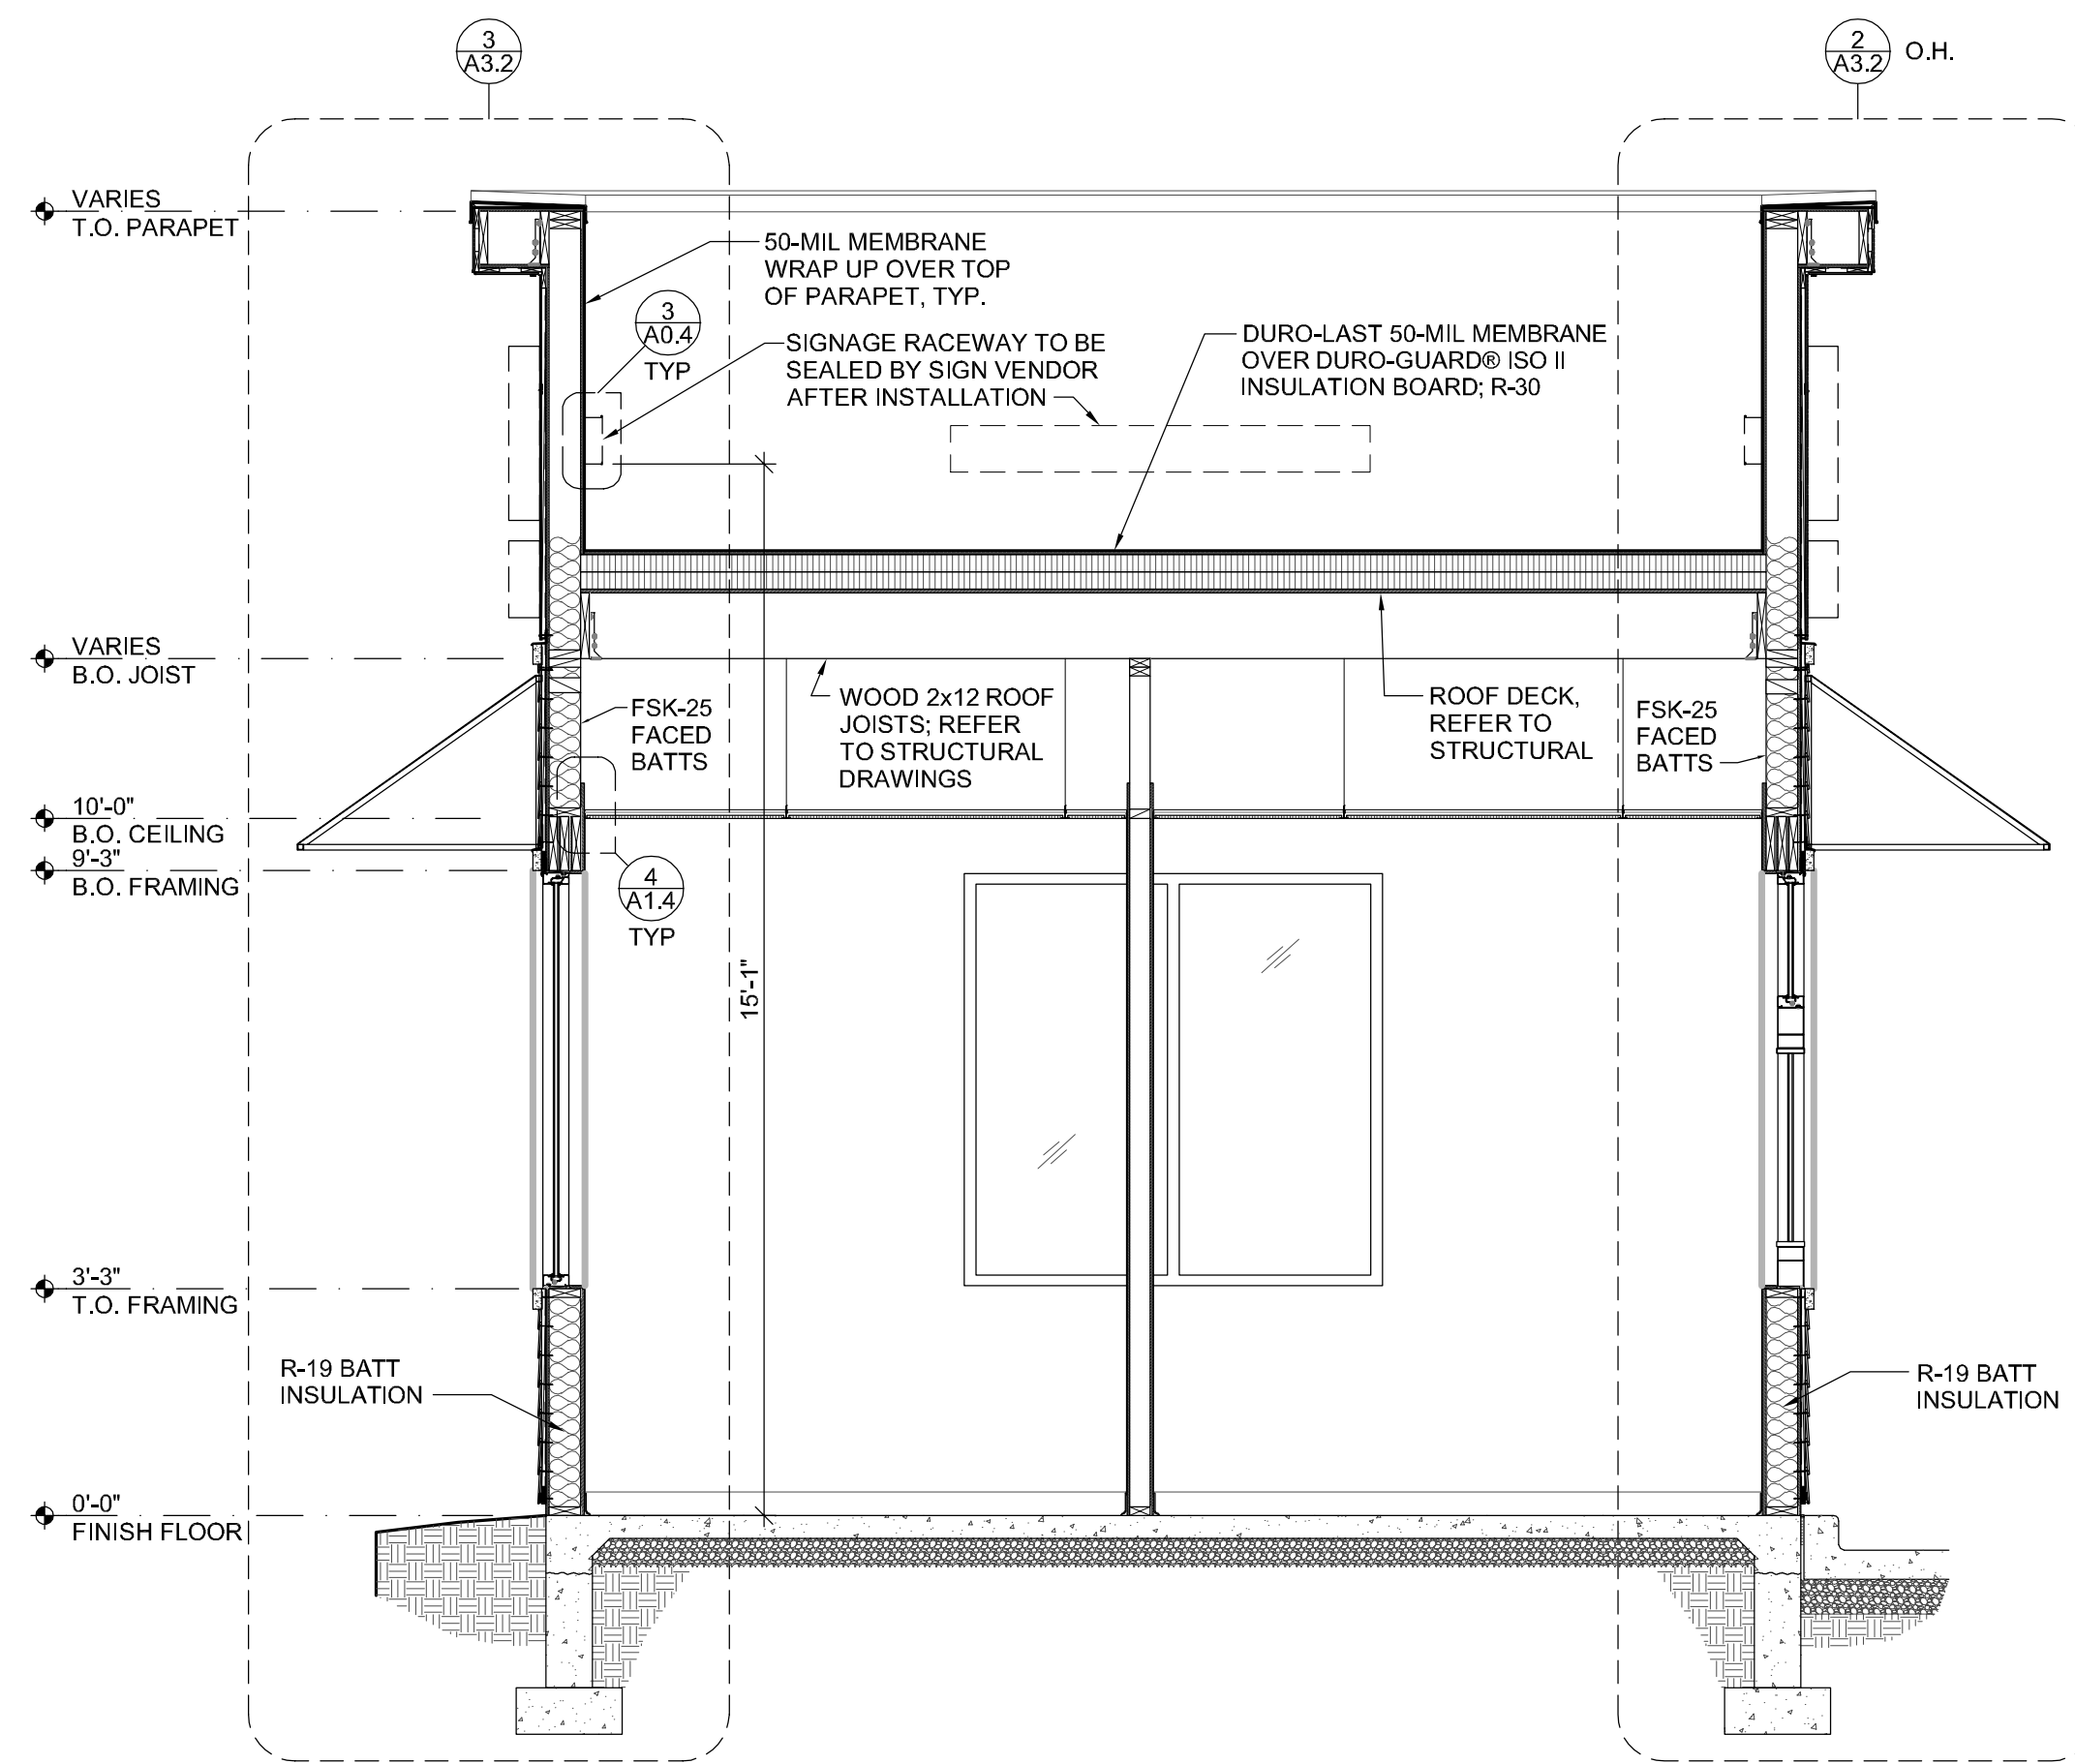 3
A3.2
2
A3.2
O.H.
VARIES
T.O. PARAPET
50-MIL MEMBRANE
WRAP UP OVER TOP
OF PARAPET, TYP.
3
A0.4
TYP
SIGNAGE RACEWAY TO BE
SEALED BY SIGN VENDOR
AFTER INSTALLATION
DURO-LAST 50-MIL MEMBRANE
OVER DURO-GUARD® ISO II
INSULATION BOARD; R-30
VARIES
B.O. JOIST
FSK-25
FACED
BATTS
WOOD 2x12 ROOF
JOISTS; REFER
TO STRUCTURAL
DRAWINGS
ROOF DECK,
REFER TO
STRUCTURAL
FSK-25
FACED
BATTS
10'-0"
B.O. CEILING
9'-3"
B.O. FRAMING
4
A1.4
TYP
15'-1"
3'-3"
T.O. FRAMING
R-19 BATT
INSULATION
R-19 BATT
INSULATION
0'-0"
FINISH FLOOR